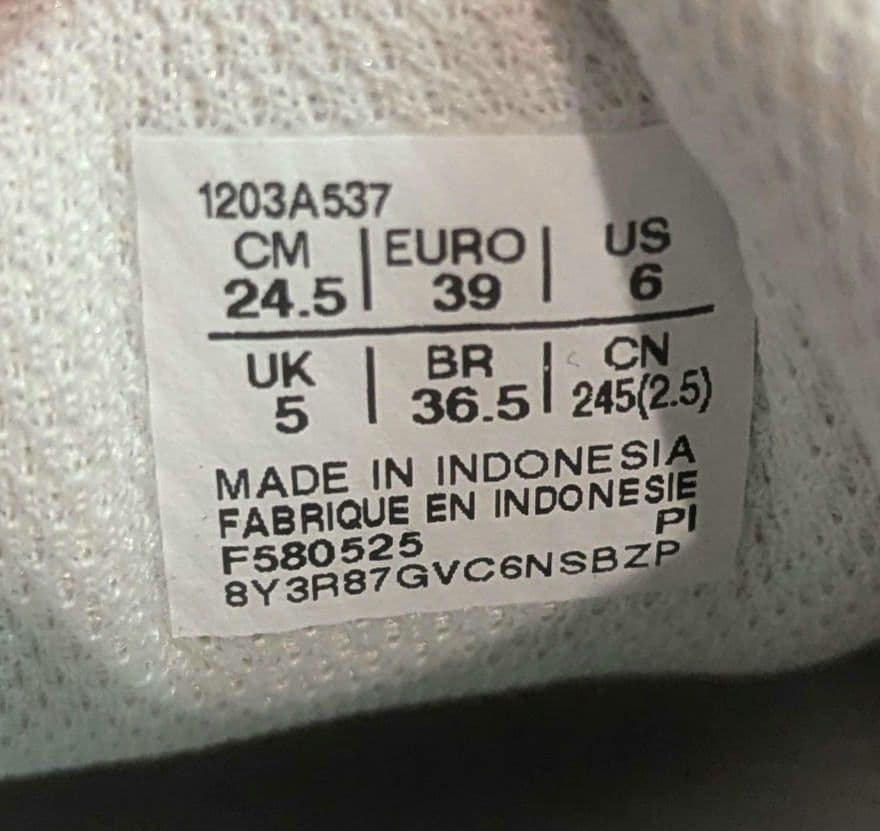 1203A537
CM | EURO | US
24.5 | 39 | 6
UK | BR | CN
5 | 36.5 | 245(2.5)
MADE IN INDONESIA
FABRIQUE EN INDONESIE
F580525 PI
8Y3R87GVC6NSBZP